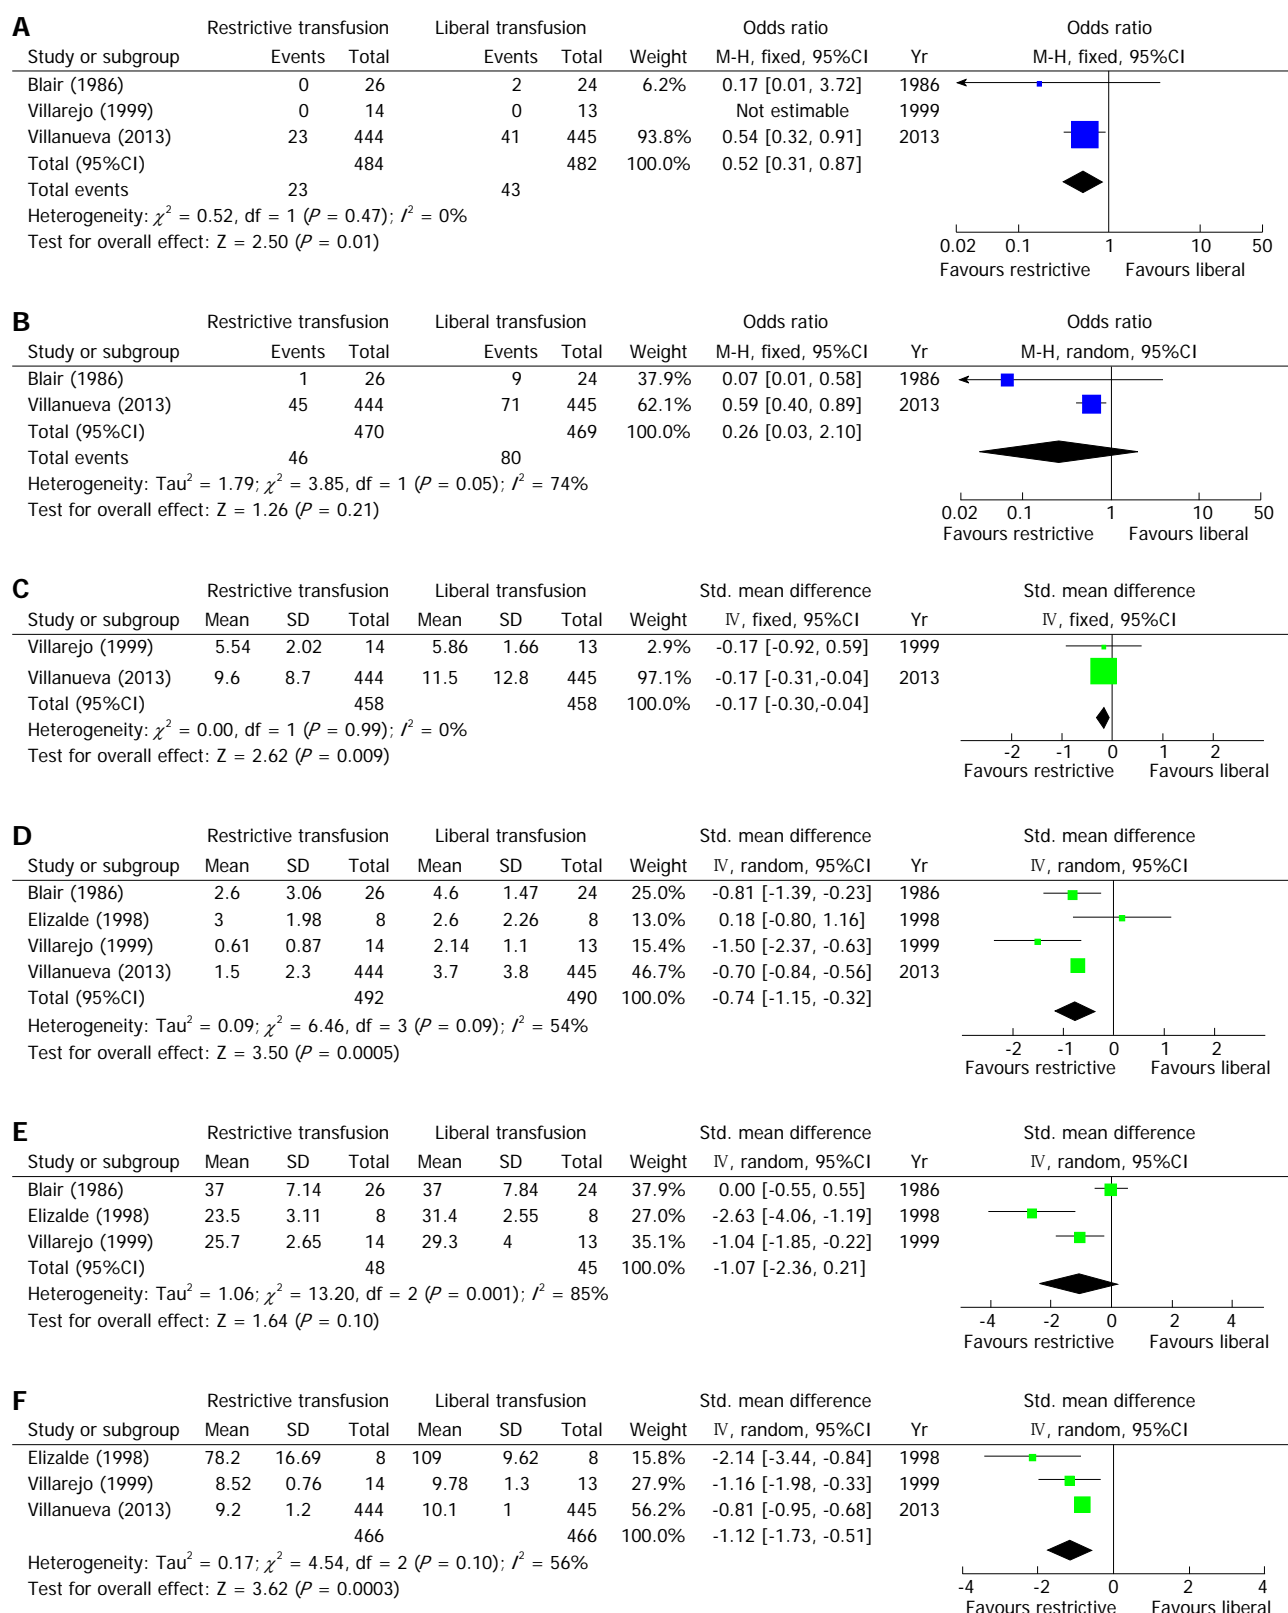 A Restrictive transfusion Liberal transfusion Odds ratio Odds ratio
Study or subgroup Events Total Events Total Weight M-H, fixed, 95%CI Yr M-H, fixed, 95%CI
Blair (1986) 0 26 2 24 6.2% 0.17 [0.01, 3.72] 1986
Villarejo (1999) 0 14 0 13 Not estimable 1999
Villanueva (2013) 23 444 41 445 93.8% 0.54 [0.32, 0.91] 2013
Total (95%CI) 484 482 100.0% 0.52 [0.31, 0.87]
Total events 23 43
Heterogeneity: χ² = 0.52, df = 1 (P = 0.47); I² = 0%
Test for overall effect: Z = 2.50 (P = 0.01)
0.02 0.1 1 10 50
Favours restrictive Favours liberal
B Restrictive transfusion Liberal transfusion Odds ratio Odds ratio
Study or subgroup Events Total Events Total Weight M-H, fixed, 95%CI Yr M-H, random, 95%CI
Blair (1986) 1 26 9 24 37.9% 0.07 [0.01, 0.58] 1986
Villanueva (2013) 45 444 71 445 62.1% 0.59 [0.40, 0.89] 2013
Total (95%CI) 470 469 100.0% 0.26 [0.03, 2.10]
Total events 46 80
Heterogeneity: Tau² = 1.79; χ² = 3.85, df = 1 (P = 0.05); I² = 74%
Test for overall effect: Z = 1.26 (P = 0.21)
0.02 0.1 1 10 50
Favours restrictive Favours liberal
C Restrictive transfusion Liberal transfusion Std. mean difference Std. mean difference
Study or subgroup Mean SD Total Mean SD Total Weight IV, fixed, 95%CI Yr IV, fixed, 95%CI
Villarejo (1999) 5.54 2.02 14 5.86 1.66 13 2.9% -0.17 [-0.92, 0.59] 1999
Villanueva (2013) 9.6 8.7 444 11.5 12.8 445 97.1% -0.17 [-0.31,-0.04] 2013
Total (95%CI) 458 458 100.0% -0.17 [-0.30,-0.04]
Heterogeneity: χ² = 0.00, df = 1 (P = 0.99); I² = 0%
Test for overall effect: Z = 2.62 (P = 0.009)
-2 -1 0 1 2
Favours restrictive Favours liberal
D Restrictive transfusion Liberal transfusion Std. mean difference Std. mean difference
Study or subgroup Mean SD Total Mean SD Total Weight IV, random, 95%CI Yr IV, random, 95%CI
Blair (1986) 2.6 3.06 26 4.6 1.47 24 25.0% -0.81 [-1.39, -0.23] 1986
Elizalde (1998) 3 1.98 8 2.6 2.26 8 13.0% 0.18 [-0.80, 1.16] 1998
Villarejo (1999) 0.61 0.87 14 2.14 1.1 13 15.4% -1.50 [-2.37, -0.63] 1999
Villanueva (2013) 1.5 2.3 444 3.7 3.8 445 46.7% -0.70 [-0.84, -0.56] 2013
Total (95%CI) 492 490 100.0% -0.74 [-1.15, -0.32]
Heterogeneity: Tau² = 0.09; χ² = 6.46, df = 3 (P = 0.09); I² = 54%
Test for overall effect: Z = 3.50 (P = 0.0005)
-2 -1 0 1 2
Favours restrictive Favours liberal
E Restrictive transfusion Liberal transfusion Std. mean difference Std. mean difference
Study or subgroup Mean SD Total Mean SD Total Weight IV, random, 95%CI Yr IV, random, 95%CI
Blair (1986) 37 7.14 26 37 7.84 24 37.9% 0.00 [-0.55, 0.55] 1986
Elizalde (1998) 23.5 3.11 8 31.4 2.55 8 27.0% -2.63 [-4.06, -1.19] 1998
Villarejo (1999) 25.7 2.65 14 29.3 4 13 35.1% -1.04 [-1.85, -0.22] 1999
Total (95%CI) 48 45 100.0% -1.07 [-2.36, 0.21]
Heterogeneity: Tau² = 1.06; χ² = 13.20, df = 2 (P = 0.001); I² = 85%
Test for overall effect: Z = 1.64 (P = 0.10)
-4 -2 0 2 4
Favours restrictive Favours liberal
F Restrictive transfusion Liberal transfusion Std. mean difference Std. mean difference
Study or subgroup Mean SD Total Mean SD Total Weight IV, random, 95%CI Yr IV, random, 95%CI
Elizalde (1998) 78.2 16.69 8 109 9.62 8 15.8% -2.14 [-3.44, -0.84] 1998
Villarejo (1999) 8.52 0.76 14 9.78 1.3 13 27.9% -1.16 [-1.98, -0.33] 1999
Villanueva (2013) 9.2 1.2 444 10.1 1 445 56.2% -0.81 [-0.95, -0.68] 2013
466 466 100.0% -1.12 [-1.73, -0.51]
Heterogeneity: Tau² = 0.17; χ² = 4.54, df = 2 (P = 0.10); I² = 56%
Test for overall effect: Z = 3.62 (P = 0.0003)
-4 -2 0 2 4
Favours restrictive Favours liberal